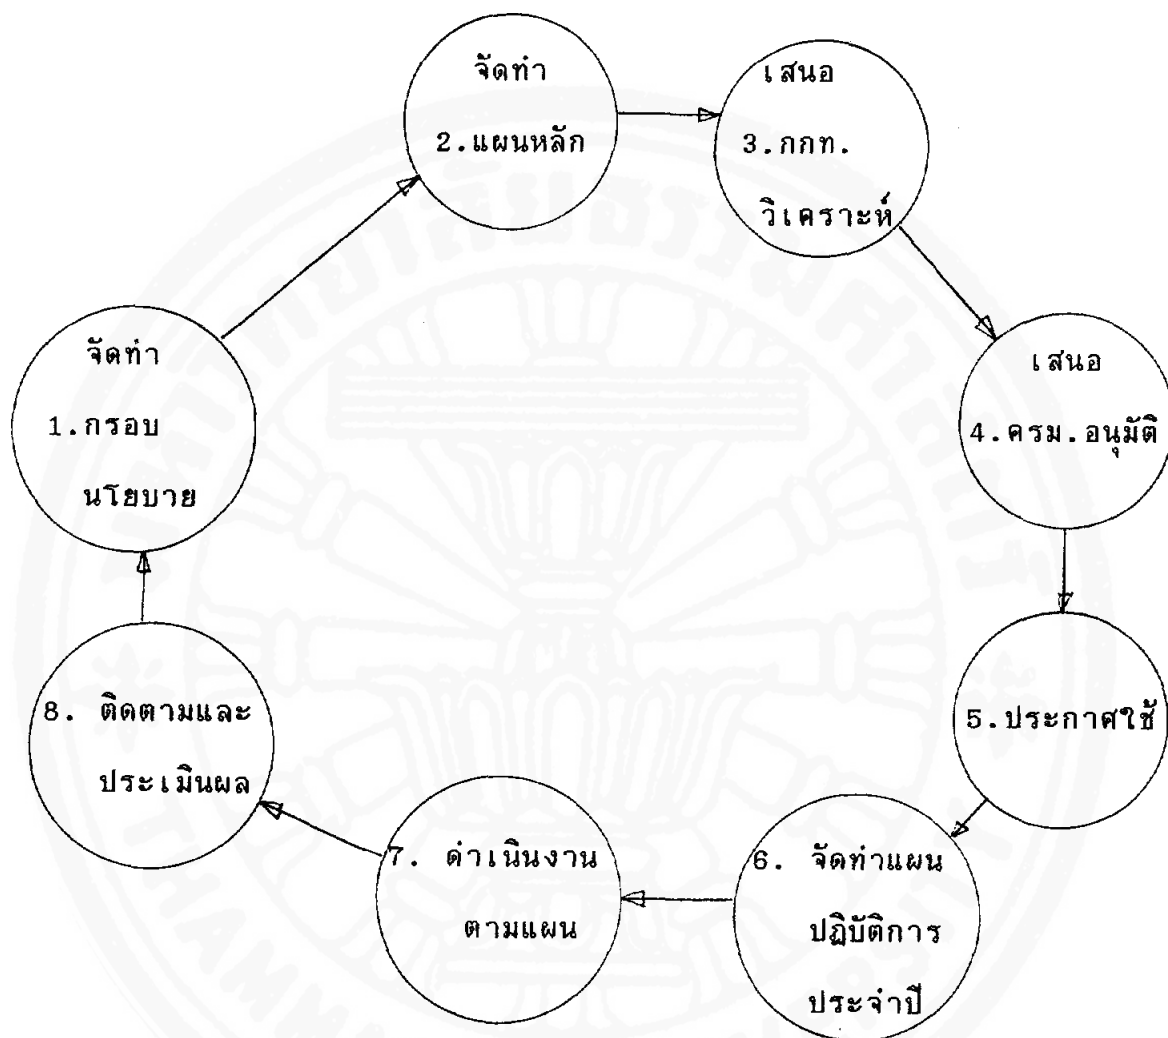 จัดทำ
1.กรอบ
นโยบาย
จัดทำ
2.แผนหลัก
เสนอ
3.กกท.
วิเคราะห์
เสนอ
4.ครม.อนุมัติ
5.ประกาศใช้
6. จัดทำแผน
ปฏิบัติการ
ประจำปี
7. ดำเนินงาน
ตามแผน
8. ติดตามและ
ประเมินผล